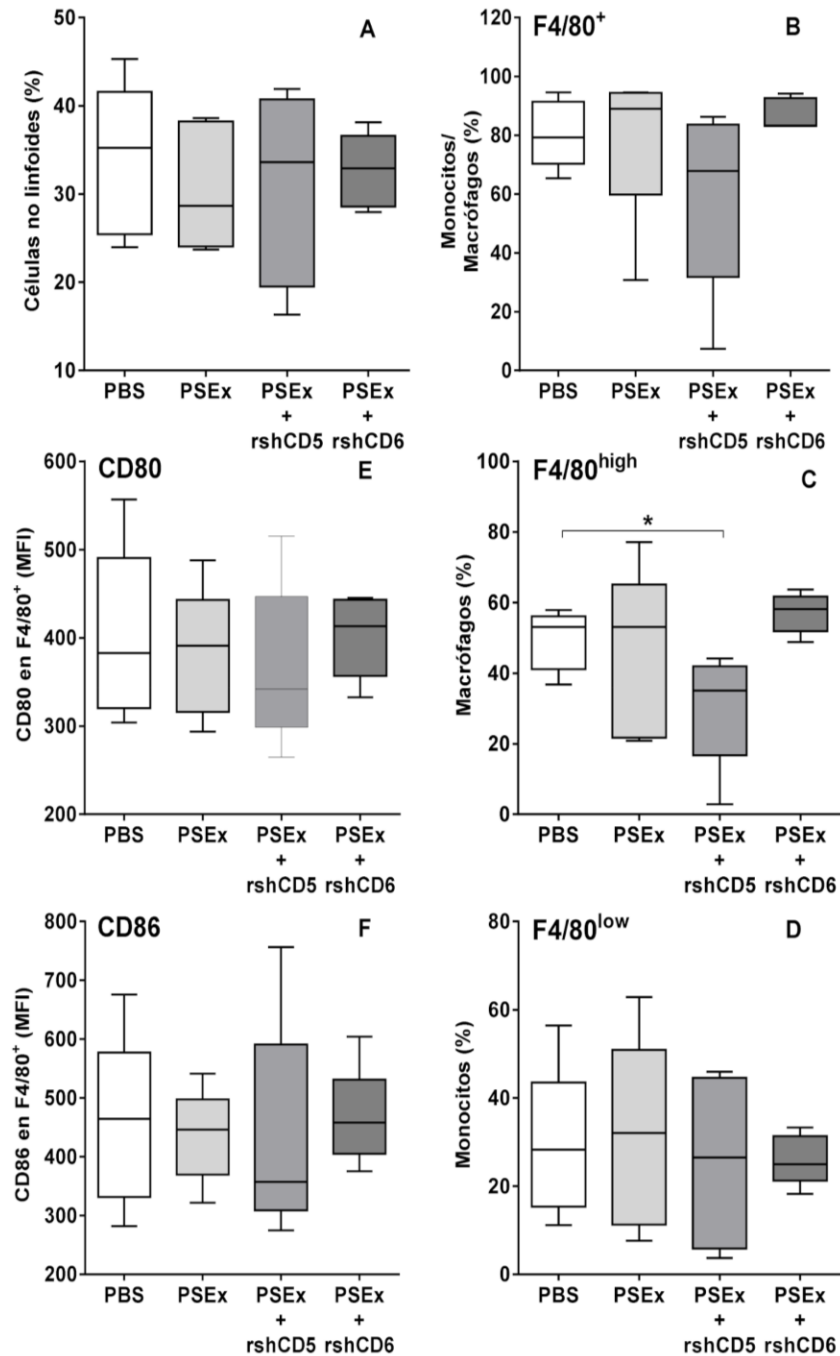 A
Células no linfoides (%)
50
40
30
20
10
PBS
PSEx
PSEx
+
rshCD5
PSEx
+
rshCD6
F4/80⁺
B
Monocitos/
Macrófagos (%)
120
100
80
60
40
20
0
PBS
PSEx
PSEx
+
rshCD5
PSEx
+
rshCD6
CD80
E
CD80 en F4/80⁺ (MFI)
600
500
400
300
200
PBS
PSEx
PSEx
+
rshCD5
PSEx
+
rshCD6
F4/80ʰⁱᵍʰ
C
*
Macrófagos (%)
100
80
60
40
20
0
PBS
PSEx
PSEx
+
rshCD5
PSEx
+
rshCD6
CD86
F
CD86 en F4/80⁺ (MFI)
800
700
600
500
400
300
200
PBS
PSEx
PSEx
+
rshCD5
PSEx
+
rshCD6
F4/80ˡᵒʷ
D
Monocitos (%)
80
60
40
20
0
PBS
PSEx
PSEx
+
rshCD5
PSEx
+
rshCD6